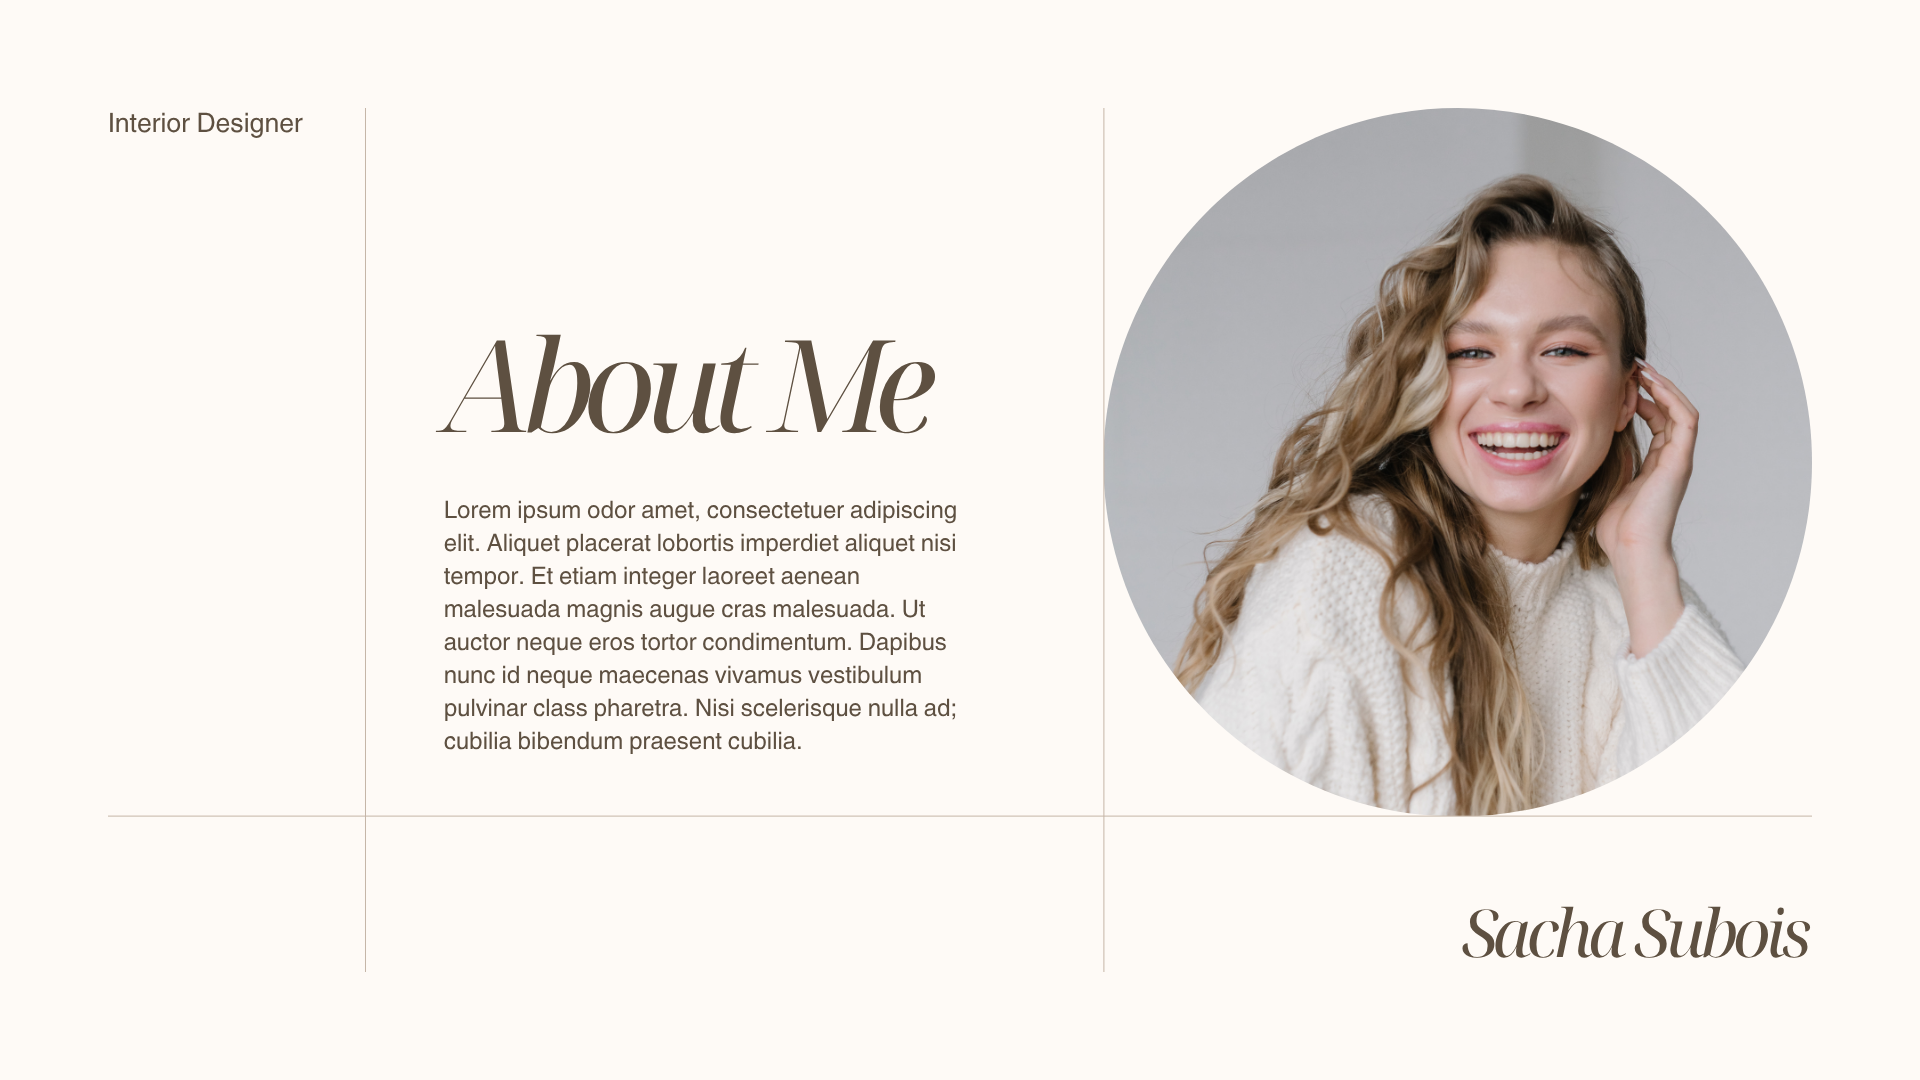 Interior Designer
About Me
Lorem ipsum odor amet, consectetuer adipiscing
elit. Aliquet placerat lobortis imperdiet aliquet nisi
tempor. Et etiam integer laoreet aenean
malesuada magnis augue cras malesuada. Ut
auctor neque eros tortor condimentum. Dapibus
nunc id neque maecenas vivamus vestibulum
pulvinar class pharetra. Nisi scelerisque nulla ad;
cubilia bibendum praesent cubilia.
Sacha Subois